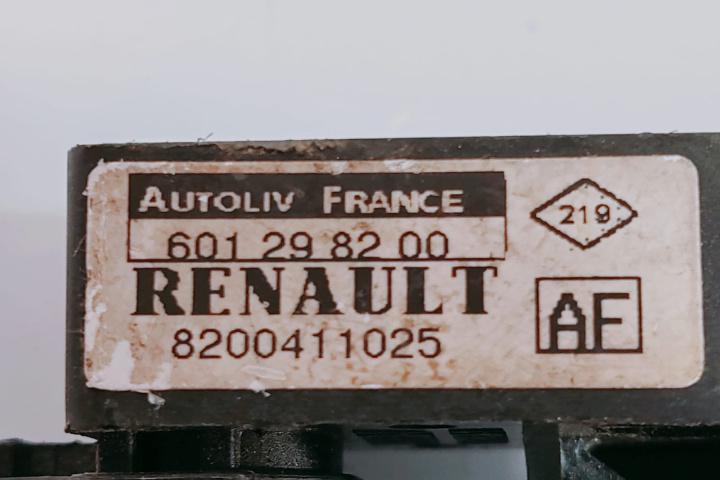 AUTOLIV FRANCE
601 29 82 00
RENAULT
8200411025
219
AF